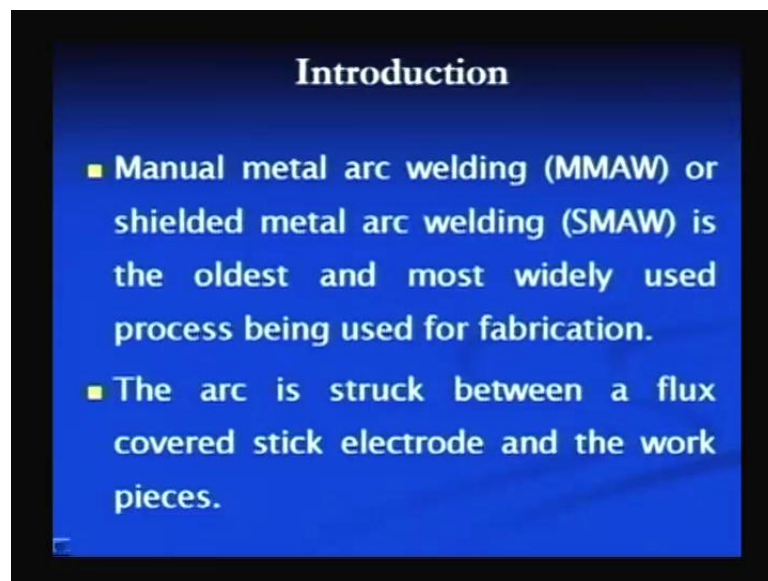 Introduction
Manual metal arc welding (MMAW) or
shielded metal arc welding (SMAW) is
the oldest and most widely used
process being used for fabrication.
The arc is struck between a flux
covered stick electrode and the work
pieces.